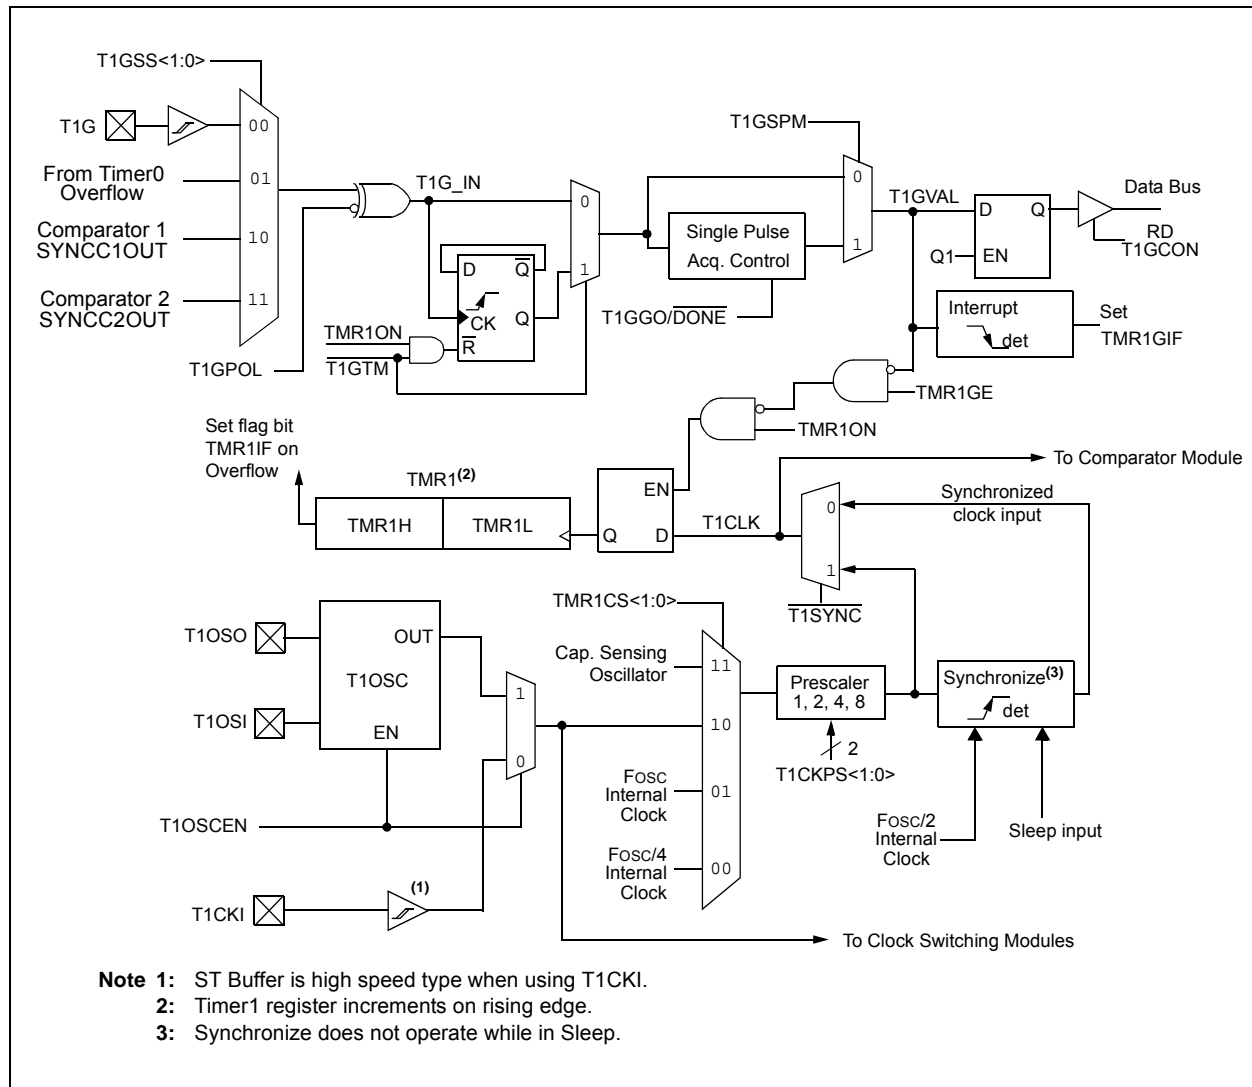 T1GSS<1:0>
T1G
00
From Timer0
Overflow
01
Comparator 1
SYNCC1OUT
10
Comparator 2
SYNCC2OUT
11
T1GPOL
T1G_IN
0
1
D
Q
CK
Q
R
TMR1ON
T1GTM
T1GSPM
0
1
Single Pulse
Acq. Control
T1GGO/DONE
T1GVAL
D
Q
Q1
EN
Data Bus
RD
T1GCON
Interrupt
det
Set
TMR1GIF
TMR1GE
TMR1ON
Set flag bit
TMR1IF on
Overflow
TMR1(2)
TMR1H
TMR1L
EN
Q
D
T1CLK
To Comparator Module
0
1
Synchronized
clock input
T1SYNC
TMR1CS<1:0>
T1OSO
OUT
T1OSC
T1OSI
EN
1
0
Cap. Sensing
Oscillator
11
10
FOSC
Internal
Clock
01
FOSC/4
Internal
Clock
00
Prescaler
1, 2, 4, 8
2
T1CKPS<1:0>
Synchronize(3)
det
FOSC/2
Internal
Clock
Sleep input
T1OSCEN
T1CKI
(1)
To Clock Switching Modules
Note 1: ST Buffer is high speed type when using T1CKI.
2: Timer1 register increments on rising edge.
3: Synchronize does not operate while in Sleep.